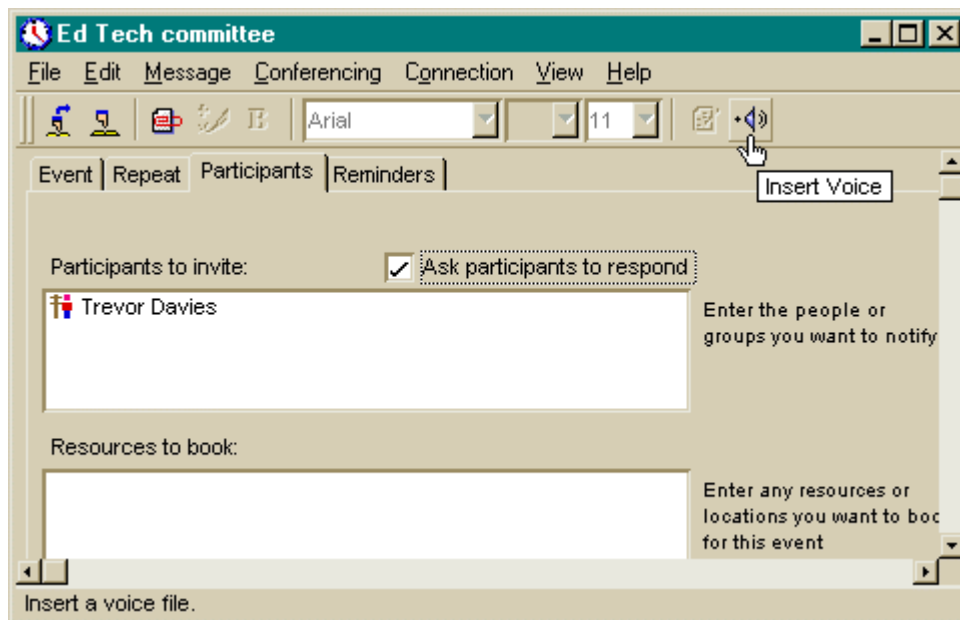 Ed Tech committee
File Edit Message Conferencing Connection View Help
B Arial 11
Insert Voice
Event Repeat Participants Reminders
Participants to invite: Ask participants to respond
Trevor Davies
Enter the people or
groups you want to notify
Resources to book:
Enter any resources or
locations you want to boo
for this event
Insert a voice file.